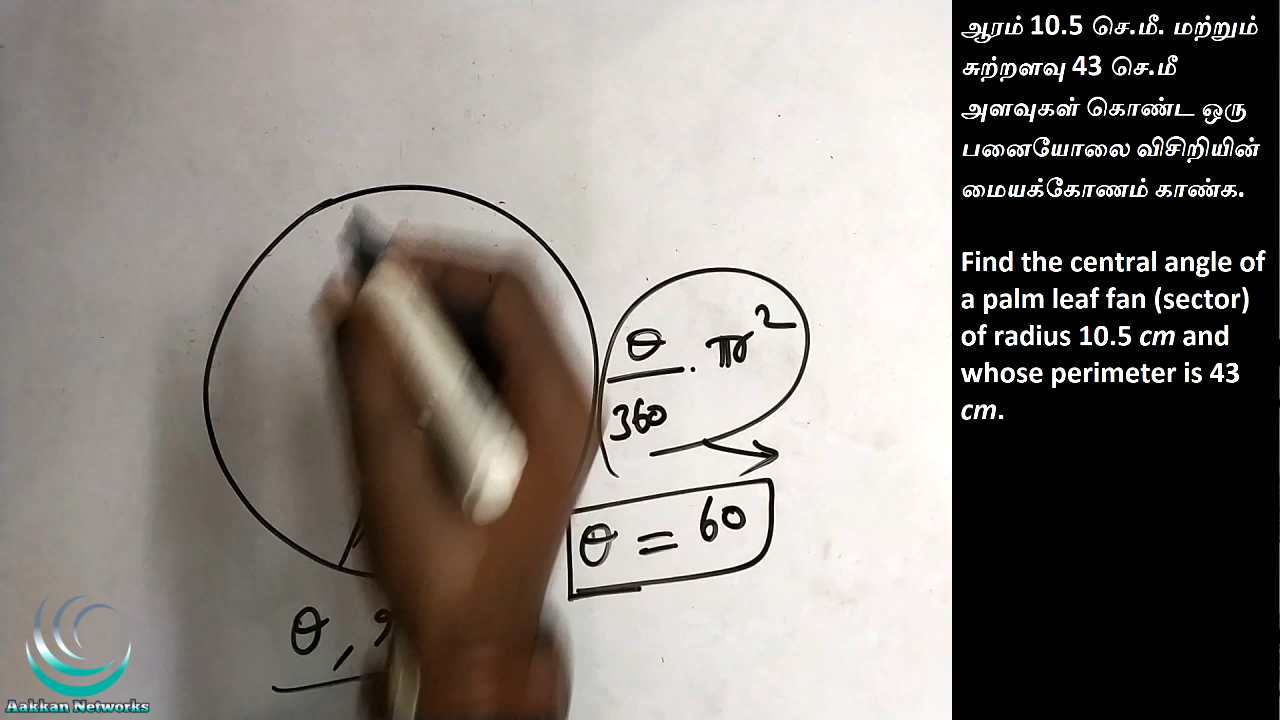 ஆரம் 10.5 செ.மீ. மற்றும்
சுற்றளவு 43 செ.மீ
அளவுகள் கொண்ட ஒரு
பனையோலை விசிறியின்
மையக்கோணம் காண்க.
Find the central angle of
a palm leaf fan (sector)
of radius 10.5 cm and
whose perimeter is 43
cm.
θ/360 . πr²
θ = 60
θ,
Aakkan Networks